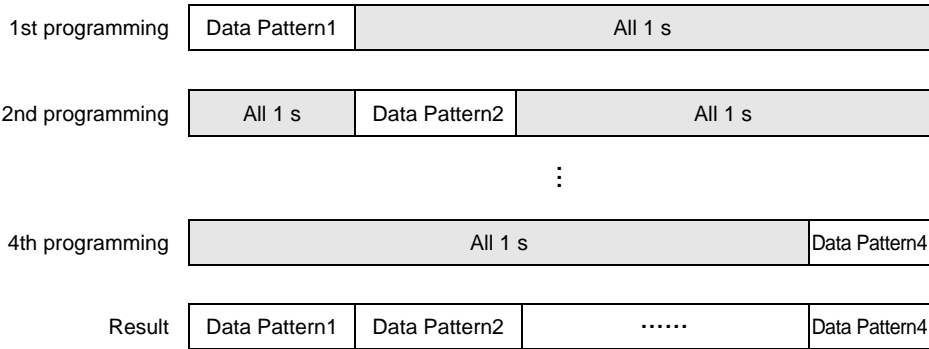 1st programming Data Pattern1 All 1 s
2nd programming All 1 s Data Pattern2 All 1 s
⋮
4th programming All 1 s Data Pattern4
Result Data Pattern1 Data Pattern2 ······ Data Pattern4